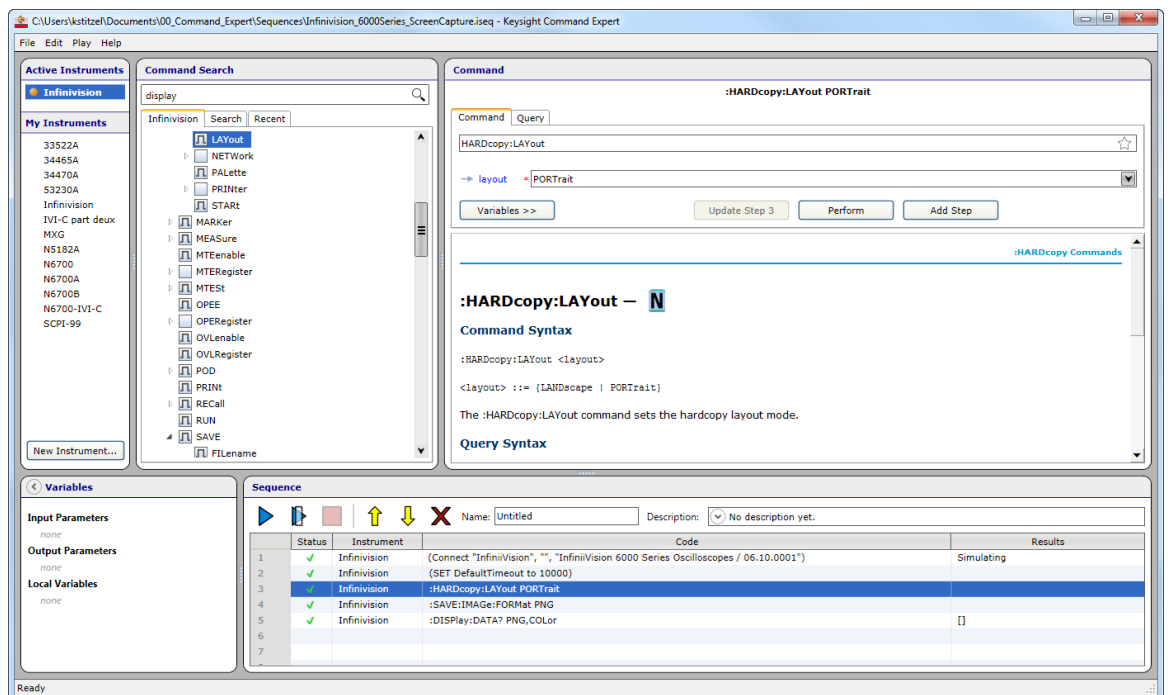 C:\Users\kstitzel\Documents\00_Command_Expert\Sequences\Infinivision_6000Series_ScreenCapture.iseq - Keysight Command Expert
File Edit Play Help
Active Instruments
Infinivision
My Instruments
33522A
34465A
34470A
53230A
Infinivision
IVI-C part deux
MXG
N5182A
N6700
N6700A
N6700B
N6700-IVI-C
SCPI-99
New Instrument...
Command Search
display
Infinivision Search Recent
LAYout
NETWork
PALette
PRINter
STARt
MARKer
MEASure
MTEenable
MTERegister
MTESt
OPEE
OPERegister
OVLenable
OVLRegister
POD
PRINt
RECall
RUN
SAVE
FILename
Command
:HARDcopy:LAYout PORTrait
Command Query
HARDcopy:LAYout
layout * PORTrait
Variables >> Update Step 3 Perform Add Step
:HARDcopy Commands
:HARDcopy:LAYout — N
Command Syntax
:HARDcopy:LAYout <layout>
<layout> ::= {LANDscape | PORTrait}
The :HARDcopy:LAYout command sets the hardcopy layout mode.
Query Syntax
Variables
Input Parameters
none
Output Parameters
none
Local Variables
none
Sequence
Name: Untitled Description: No description yet.
Status Instrument Code Results
1 Infinivision (Connect "InfiniiVision", "", "InfiniiVision 6000 Series Oscilloscopes / 06.10.0001") Simulating
2 Infinivision (SET DefaultTimeout to 10000)
3 Infinivision :HARDcopy:LAYout PORTrait
4 Infinivision :SAVE:IMAGe:FORMat PNG
5 Infinivision :DISPlay:DATA? PNG,COLor []
6
7
Ready